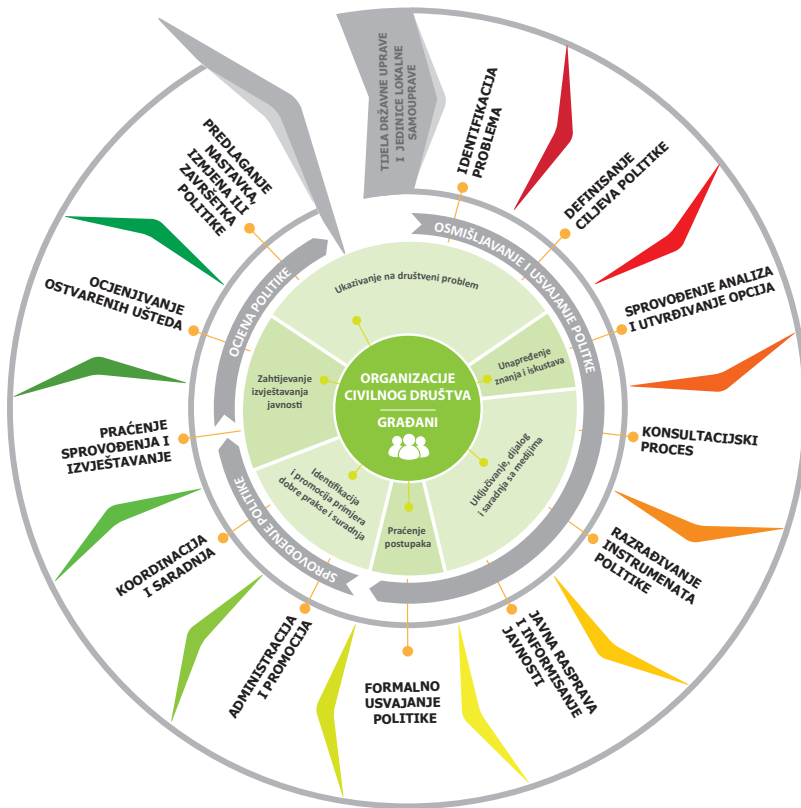 TIJELA DRŽAVNE UPRAVE
I JEDINICE LOKALNE
SAMOUPRAVE
IDENTIFIKACIJA
PROBLEMA
DEFINISANJE
CILJEVA POLITIKE
SPROVOĐENJE ANALIZA
I UTVRĐIVANJE OPCIJA
KONSULTACIJSKI
PROCES
RAZRAĐIVANJE
INSTRUMENATA
POLITIKE
JAVNA RASPRAVA
I INFORMISANJE
JAVNOSTI
FORMALNO
USVAJANJE
POLITIKE
ADMINISTRACIJA
I PROMOCIJA
KOORDINACIJA
I SARADNJA
PRAĆENJE
SPROVOĐENJA I
IZVJEŠTAVANJE
OCJENJIVANJE
OSTVARENIH UŠTEDA
PREDLAGANJE
NASTAVKA,
IZMJENA ILI
ZAVRŠETKA
POLITIKE
OSMIŠLJAVANJE I USVAJANJE POLITKE
SPROVOĐENJE POLITIKE
OCJENA POLITIKE
Ukazivanje na društveni problem
Unapređenje
znanja i iskustava
Uključivanje, dijalog
i saradnja sa medijima
Praćenje
postupaka
Identifikacija
i promocija primjera
dobre prakse i suradnja
Zahtijevanje
izvještavanja
javnosti
ORGANIZACIJE
CIVILNOG DRUŠTVA
GRAĐANI